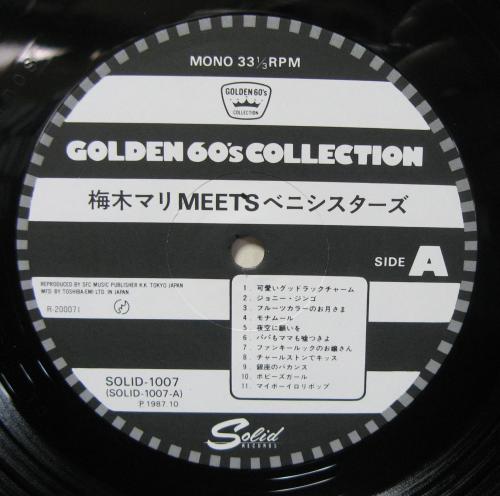 MONO 33⅓RPM
GOLDEN 60's
COLLECTION
GOLDEN 60's COLLECTION
梅木マリMEETSベニシスターズ
SIDE A
REPRODUCED BY SFC MUSIC PUBLISHER K.K. TOKYO JAPAN
MFG BY TOSHIBA-EMI LTD. IN JAPAN.
R-200071
1. 可愛いグッドラックチャーム
2. ジョニー・ジンゴ
3. フルーツカラーのお月さま
4. モナムール
5. 夜空に願いを
6. パパもママも嘘つきよ
7. ファンキールックのお嬢さん
8. チャールストンでキッス
9. 銀座のバカンス
10. ボビーズガール
11. マイボーイロリポップ
SOLID-1007
(SOLID-1007-A)
℗ 1987.10
Solid
RECORDS